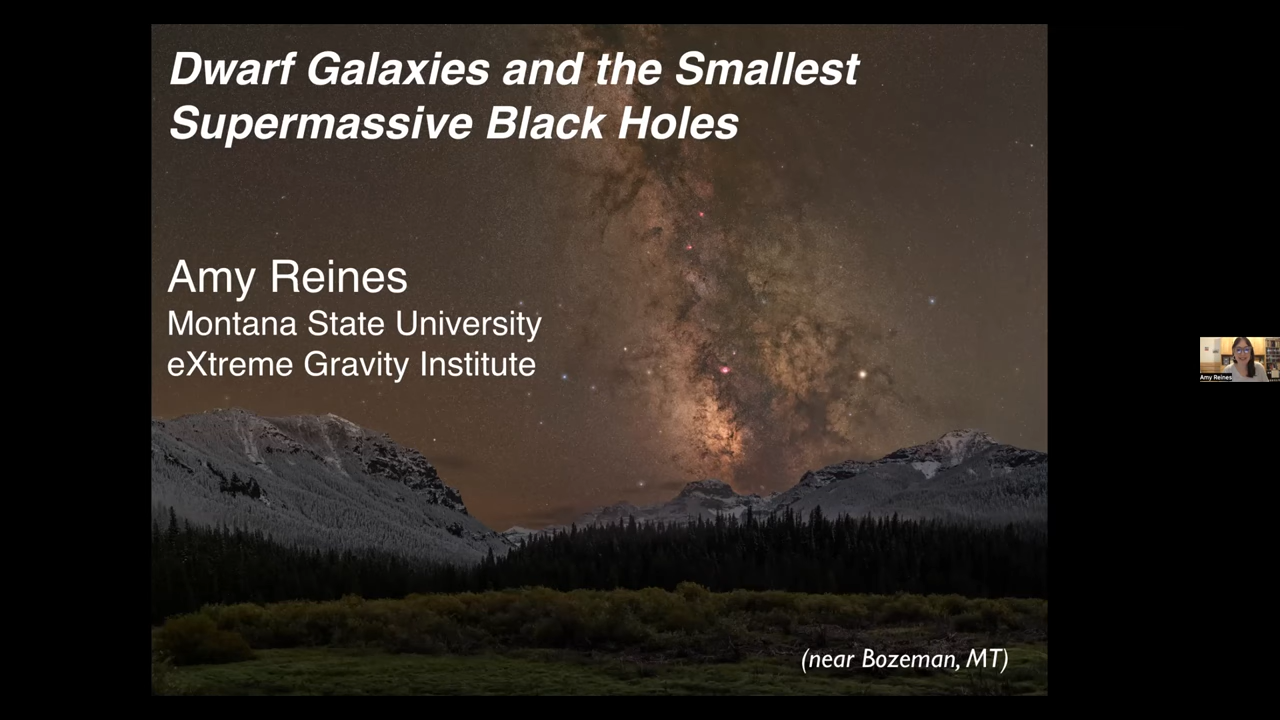 Dwarf Galaxies and the Smallest
Supermassive Black Holes
Amy Reines
Montana State University
eXtreme Gravity Institute
Amy Reines
(near Bozeman, MT)